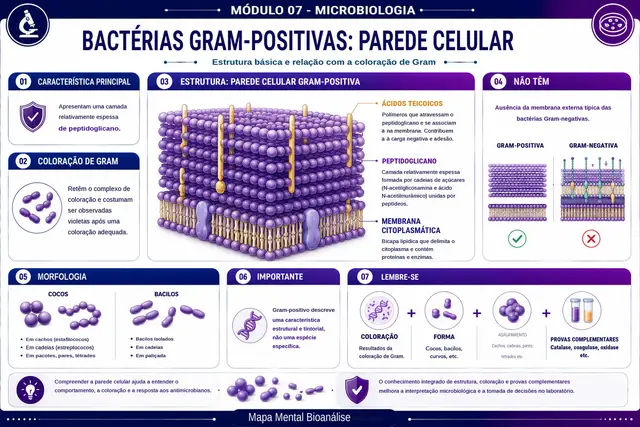 MÓDULO 07 - MICROBIOLOGIA
BACTÉRIAS GRAM-POSITIVAS: PAREDE CELULAR
Estrutura básica e relação com a coloração de Gram
01 CARACTERÍSTICA PRINCIPAL
Apresentam uma camada
relativamente espessa
de peptidoglicano.
02 COLORAÇÃO DE GRAM
Retêm o complexo de
coloração e costumam
ser observadas
violetas após uma
coloração adequada.
03 ESTRUTURA: PAREDE CELULAR GRAM-POSITIVA
ÁCIDOS TEICOICOS
Polímeros que atravessam o
peptidoglicano e se associam
à na membrana. Contribuem
a à carga negativa e adesão.
PEPTIDOGLICANO
Camada relativamente espessa
formada por cadeias de açúcares
(N-acetilglicosamina e ácido
N-acetilmurâmico) unidas por
peptídeos.
MEMBRANA
CITOPLASMÁTICA
Bicapa lipídica que delimita o
citoplasma e contém
proteínas e enzimas.
04 NÃO TÊM
Ausência da membrana externa típica das
bactérias Gram-negativas.
GRAM-POSITIVA GRAM-NEGATIVA
05 MORFOLOGIA
COCOS
• Em cachos (estafilococos)
• Em cadeias (estreptococos)
• Em pacotes, pares, tétrades
BACILOS
• Bacilos isolados
• Em cadeias
• Em paliçada
06 IMPORTANTE
Gram-positivo descreve
uma característica
estrutural e tintorial,
não uma espécie
específica.
07 LEMBRE-SE
COLORAÇÃO
Resultados da
coloração de Gram.
+
FORMA
Cocos, bacilos,
curvos, etc.
+
AGRUPAMENTO
Cachos, cadeias, pares,
tétrades etc.
+
PROVAS COMPLEMENTARES
Catalase, coagulase, oxidase
etc.
Compreender a parede celular ajuda a entender o
comportamento, a coloração e a resposta aos antimicrobianos.
O conhecimento integrado de estrutura, coloração e provas complementares
melhora a interpretação microbiológica e a tomada de decisões no laboratório.
Mapa Mental Bioanálise